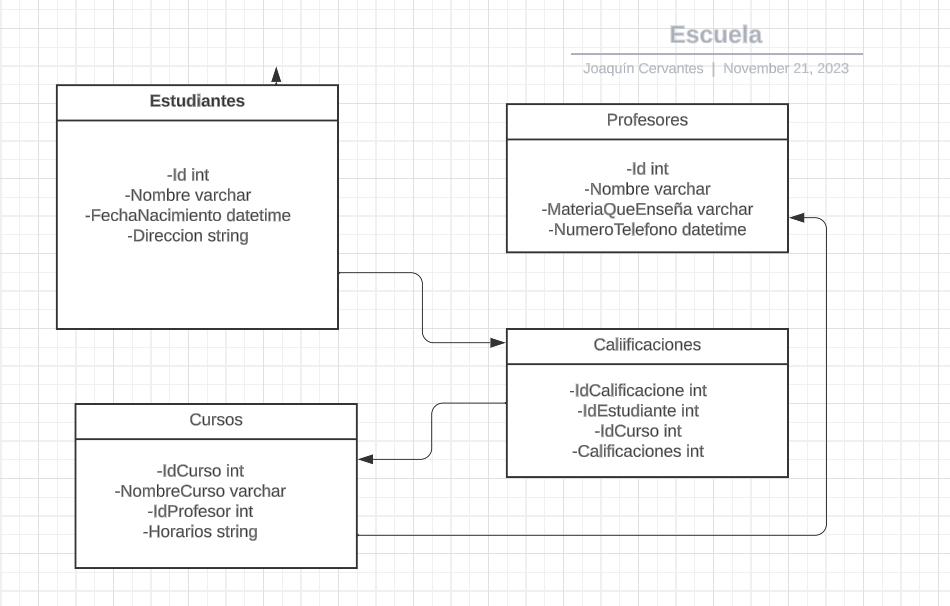 Escuela
Joaquín Cervantes | November 21, 2023
Estudiantes
-Id int
-Nombre varchar
-FechaNacimiento datetime
-Direccion string
Profesores
-Id int
-Nombre varchar
-MateriaQueEnseña varchar
-NumeroTelefono datetime
Caliificaciones
-IdCalificacione int
-IdEstudiante int
-IdCurso int
-Calificaciones int
Cursos
-IdCurso int
-NombreCurso varchar
-IdProfesor int
-Horarios string